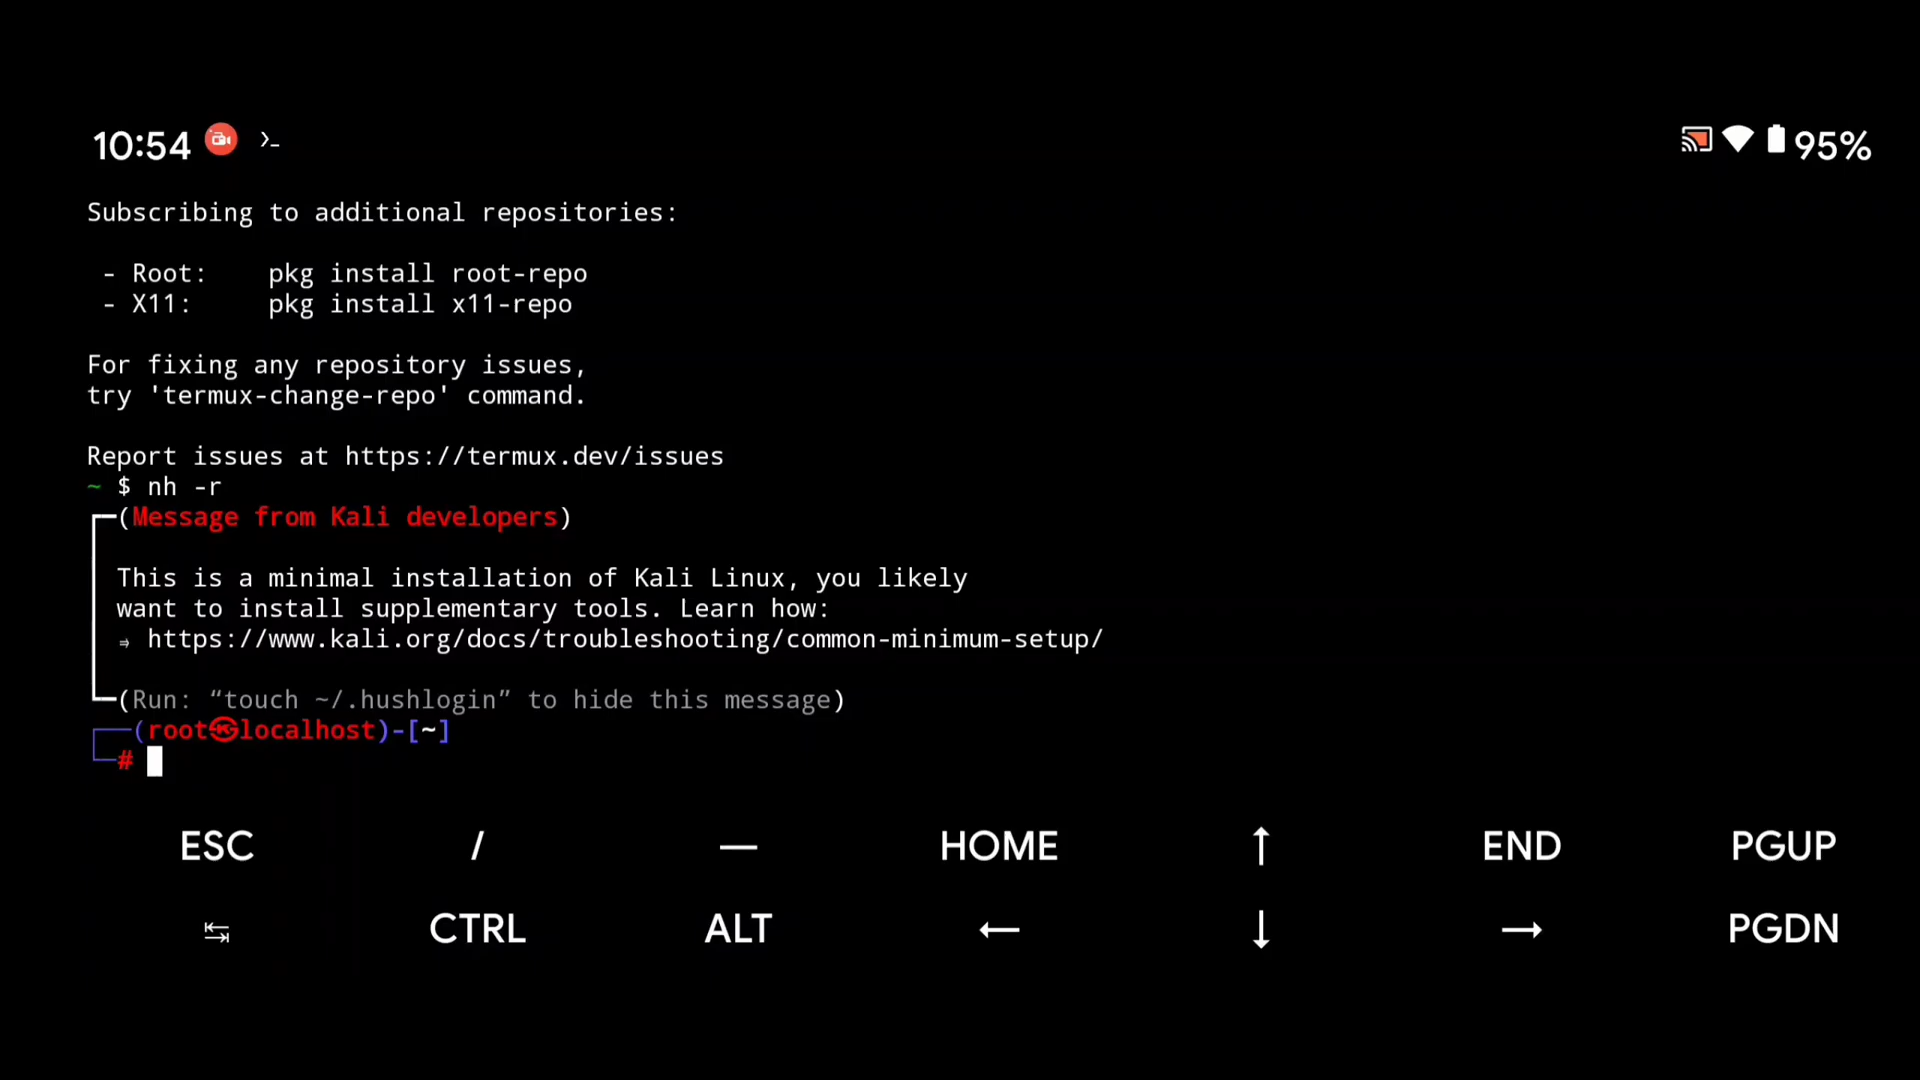 10:54
95%
Subscribing to additional repositories:
- Root:    pkg install root-repo
- X11:     pkg install x11-repo
For fixing any repository issues,
try 'termux-change-repo' command.
Report issues at https://termux.dev/issues
~ $ nh -r
(Message from Kali developers)
This is a minimal installation of Kali Linux, you likely
want to install supplementary tools. Learn how:
⇒ https://www.kali.org/docs/troubleshooting/common-minimum-setup/
(Run: “touch ~/.hushlogin” to hide this message)
(root㉿localhost)-[~]
#
ESC / — HOME ↑ END PGUP
↹ CTRL ALT ← ↓ → PGDN